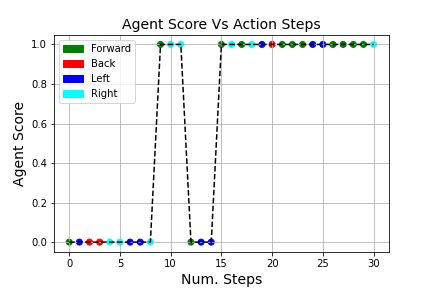 Agent Score Vs Action Steps
Forward
Back
Left
Right
Agent Score
1.0
0.8
0.6
0.4
0.2
0.0
0 5 10 15 20 25 30
Num. Steps